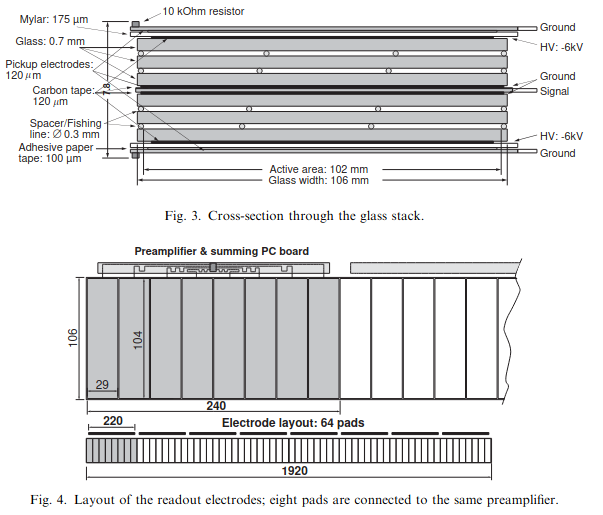 10 kOhm resistor
Mylar: 175 µm
Glass: 0.7 mm
Pickup electrodes:
120 µm
Carbon tape:
120 µm
7.8
Spacer/Fishing
line: ∅ 0.3 mm
Adhesive paper
tape: 100 µm
Ground
HV: -6kV
Ground
Signal
HV: -6kV
Ground
Active area: 102 mm
Glass width: 106 mm
Fig. 3. Cross-section through the glass stack.
Preamplifier & summing PC board
106
104
29
240
220
Electrode layout: 64 pads
1920
Fig. 4. Layout of the readout electrodes; eight pads are connected to the same preamplifier.